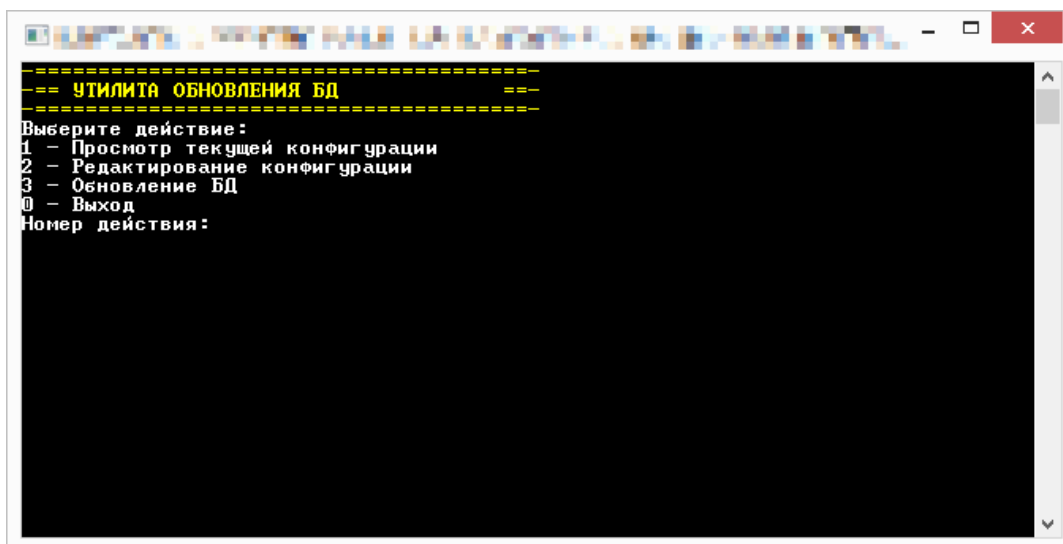 -=======================================-
-== УТИЛИТА ОБНОВЛЕНИЯ БД             ==-
-=======================================-
Выберите действие:
1 - Просмотр текущей конфигурации
2 - Редактирование конфигурации
3 - Обновление БД
0 - Выход
Номер действия: